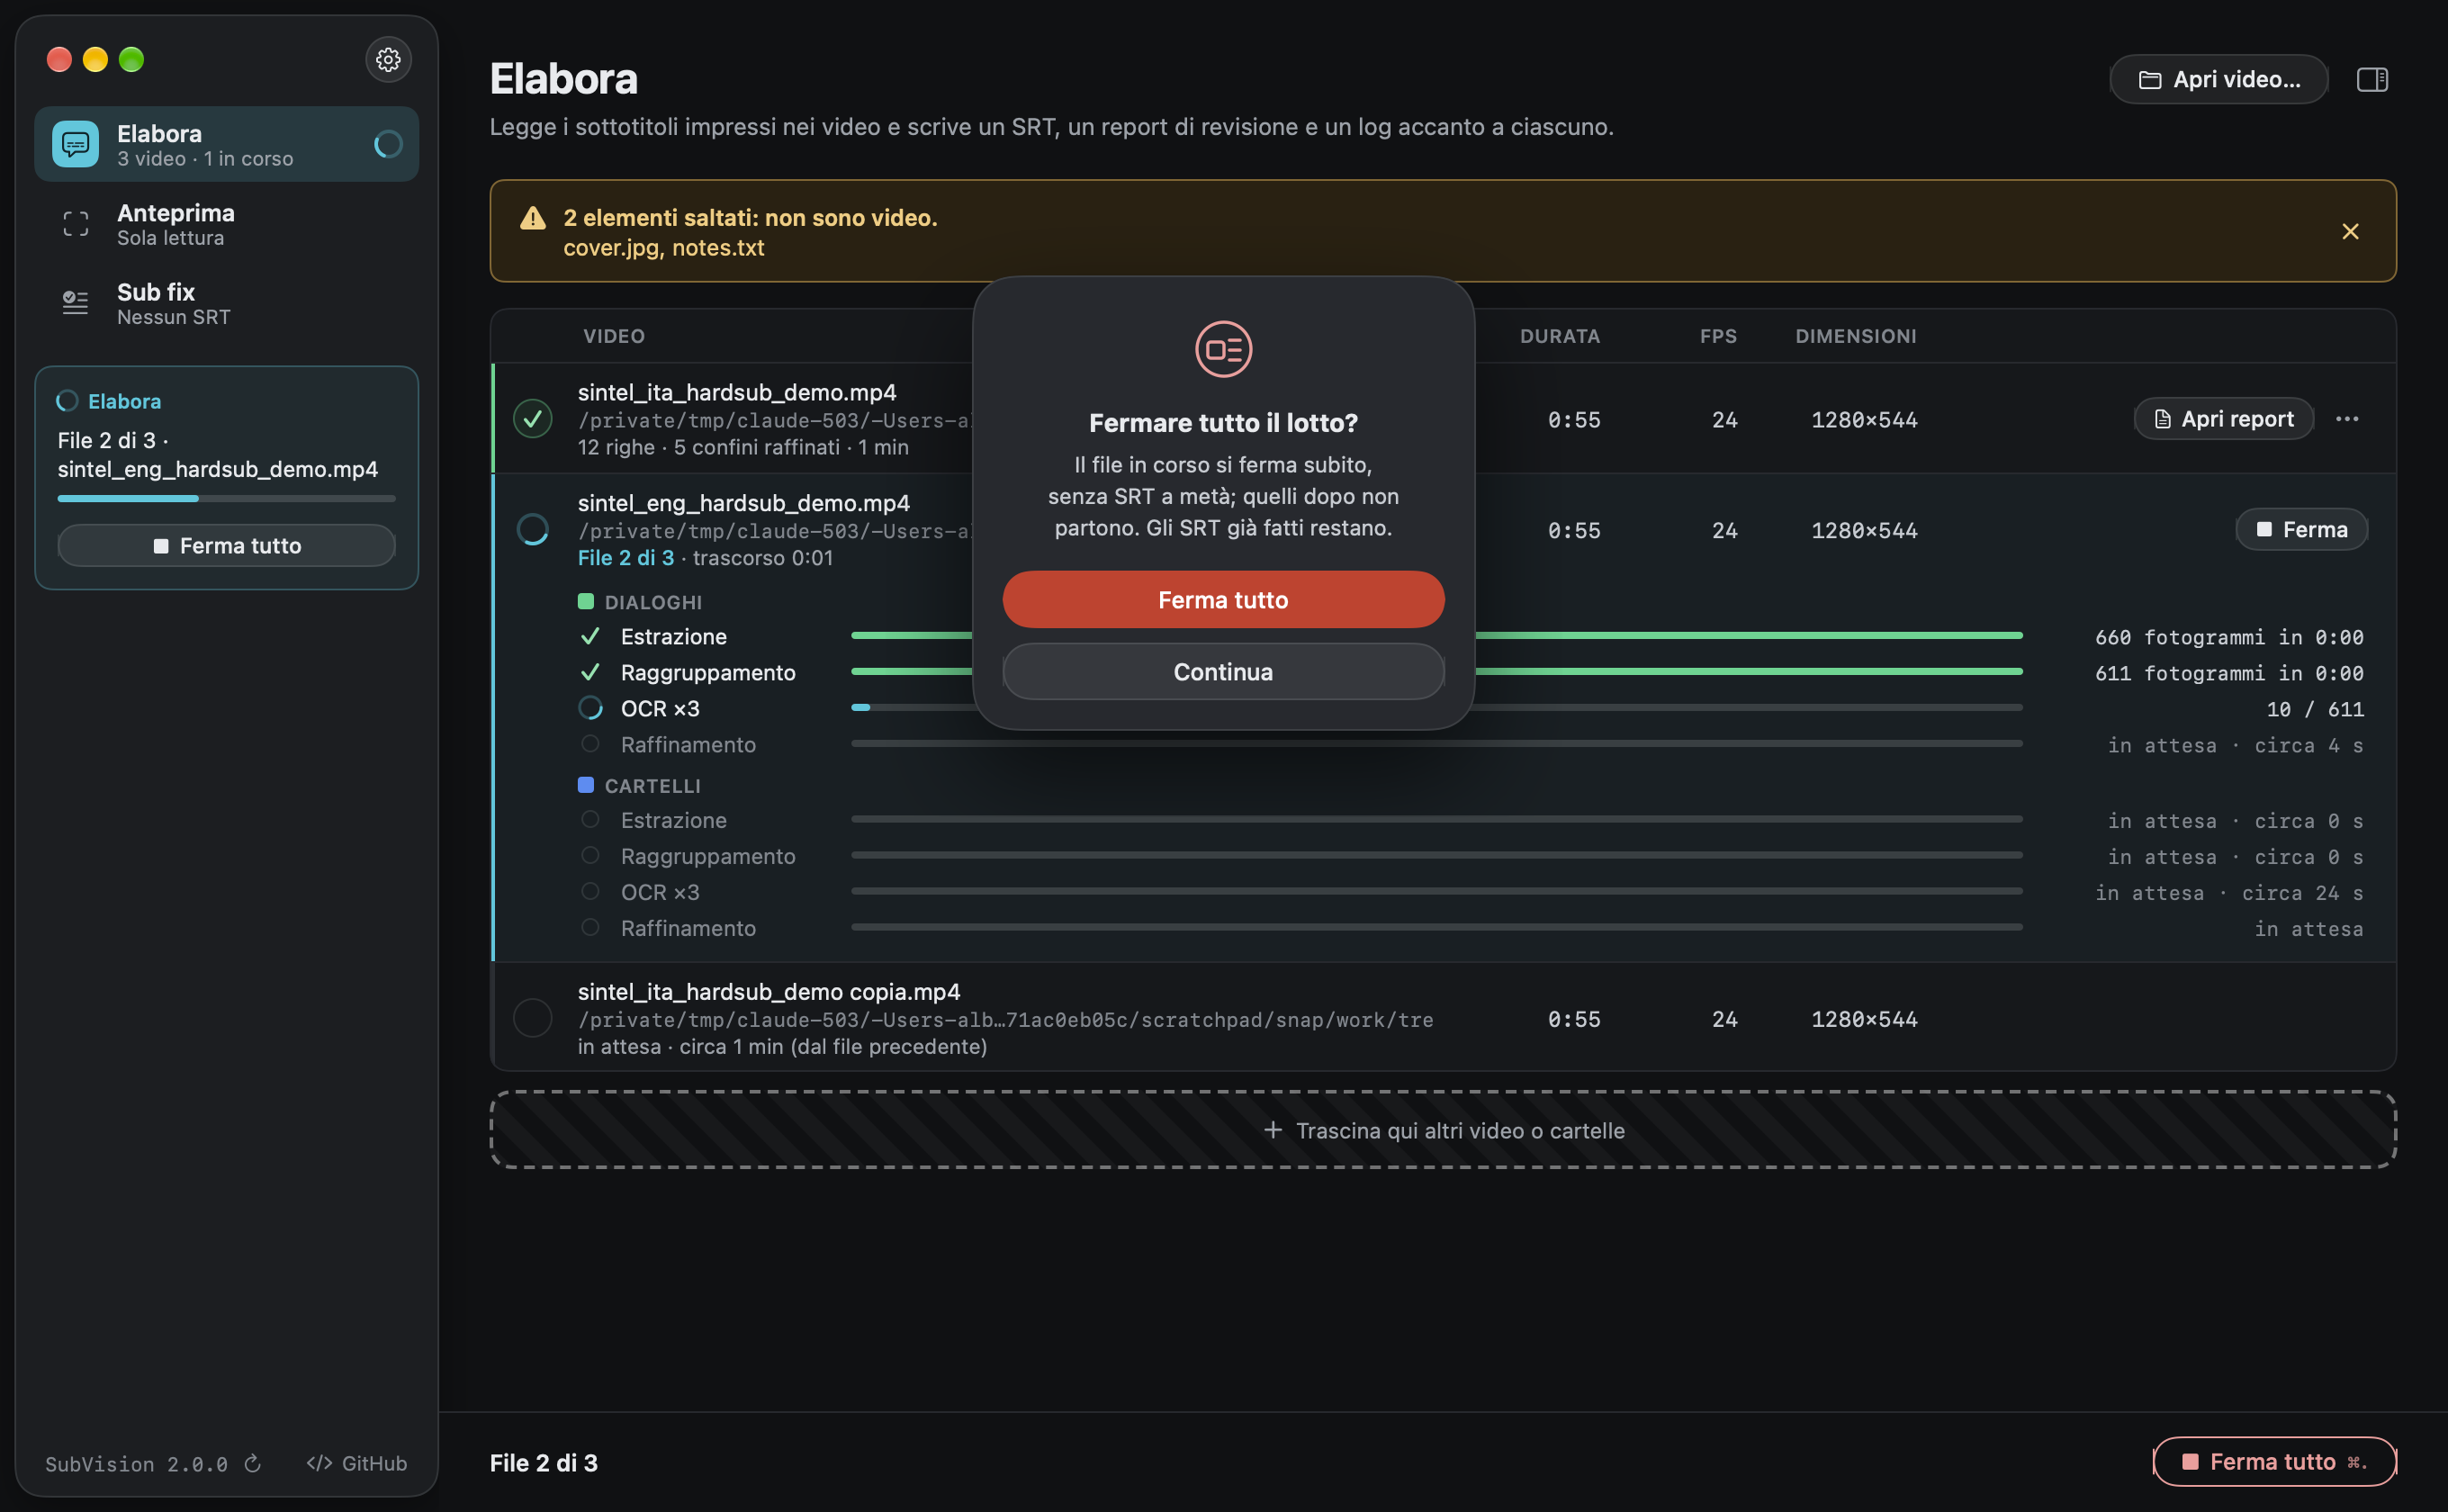 Elabora
3 video · 1 in corso
Anteprima
Sola lettura
Sub fix
Nessun SRT
Elabora
File 2 di 3 ·
sintel_eng_hardsub_demo.mp4
Ferma tutto
SubVision 2.0.0
</> GitHub
Elabora
Apri video...
Legge i sottotitoli impressi nei video e scrive un SRT, un report di revisione e un log accanto a ciascuno.
2 elementi saltati: non sono video.
cover.jpg, notes.txt
VIDEO DURATA FPS DIMENSIONI
sintel_ita_hardsub_demo.mp4
/private/tmp/claude-503/-Users-al
12 righe · 5 confini raffinati · 1 min
0:55 24 1280×544
Apri report
sintel_eng_hardsub_demo.mp4
/private/tmp/claude-503/-Users-al
File 2 di 3 · trascorso 0:01
0:55 24 1280×544
Ferma
DIALOGHI
Estrazione 660 fotogrammi in 0:00
Raggruppamento 611 fotogrammi in 0:00
OCR ×3 10 / 611
Raffinamento in attesa · circa 4 s
CARTELLI
Estrazione in attesa · circa 0 s
Raggruppamento in attesa · circa 0 s
OCR ×3 in attesa · circa 24 s
Raffinamento in attesa
sintel_ita_hardsub_demo copia.mp4
/private/tmp/claude-503/-Users-alb…71ac0eb05c/scratchpad/snap/work/tre
in attesa · circa 1 min (dal file precedente)
0:55 24 1280×544
+ Trascina qui altri video o cartelle
Fermare tutto il lotto?
Il file in corso si ferma subito,
senza SRT a metà; quelli dopo non
partono. Gli SRT già fatti restano.
Ferma tutto
Continua
File 2 di 3
Ferma tutto ⌘.